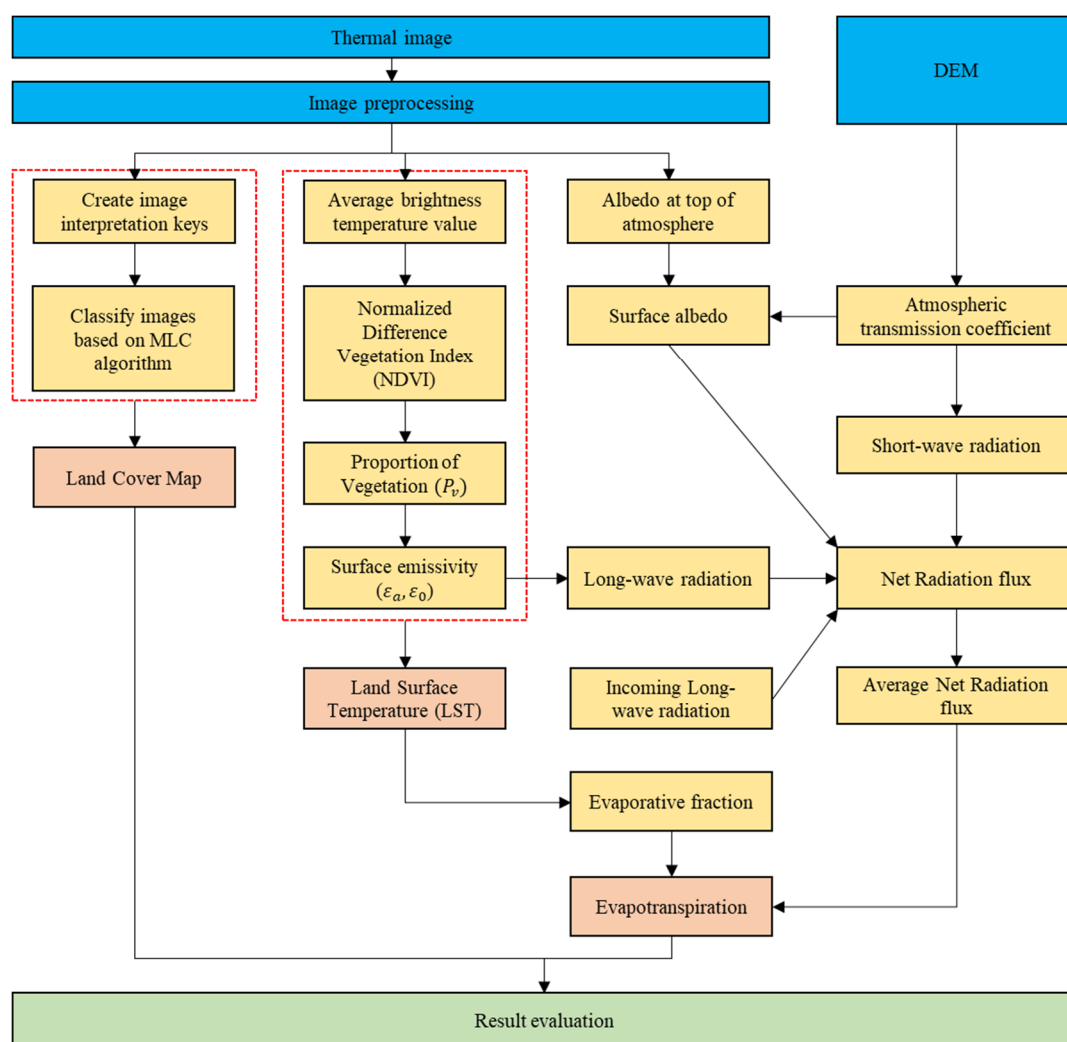 Thermal image
DEM
Image preprocessing
Create image
interpretation keys
Average brightness
temperature value
Albedo at top of
atmosphere
Classify images
based on MLC
algorithm
Normalized
Difference
Vegetation Index
(NDVI)
Surface albedo
Atmospheric
transmission coefficient
Land Cover Map
Proportion of
Vegetation (P_v)
Short-wave radiation
Surface emissivity
(ε_a, ε_0)
Long-wave radiation
Net Radiation flux
Land Surface
Temperature (LST)
Incoming Long-
wave radiation
Average Net Radiation
flux
Evaporative fraction
Evapotranspiration
Result evaluation